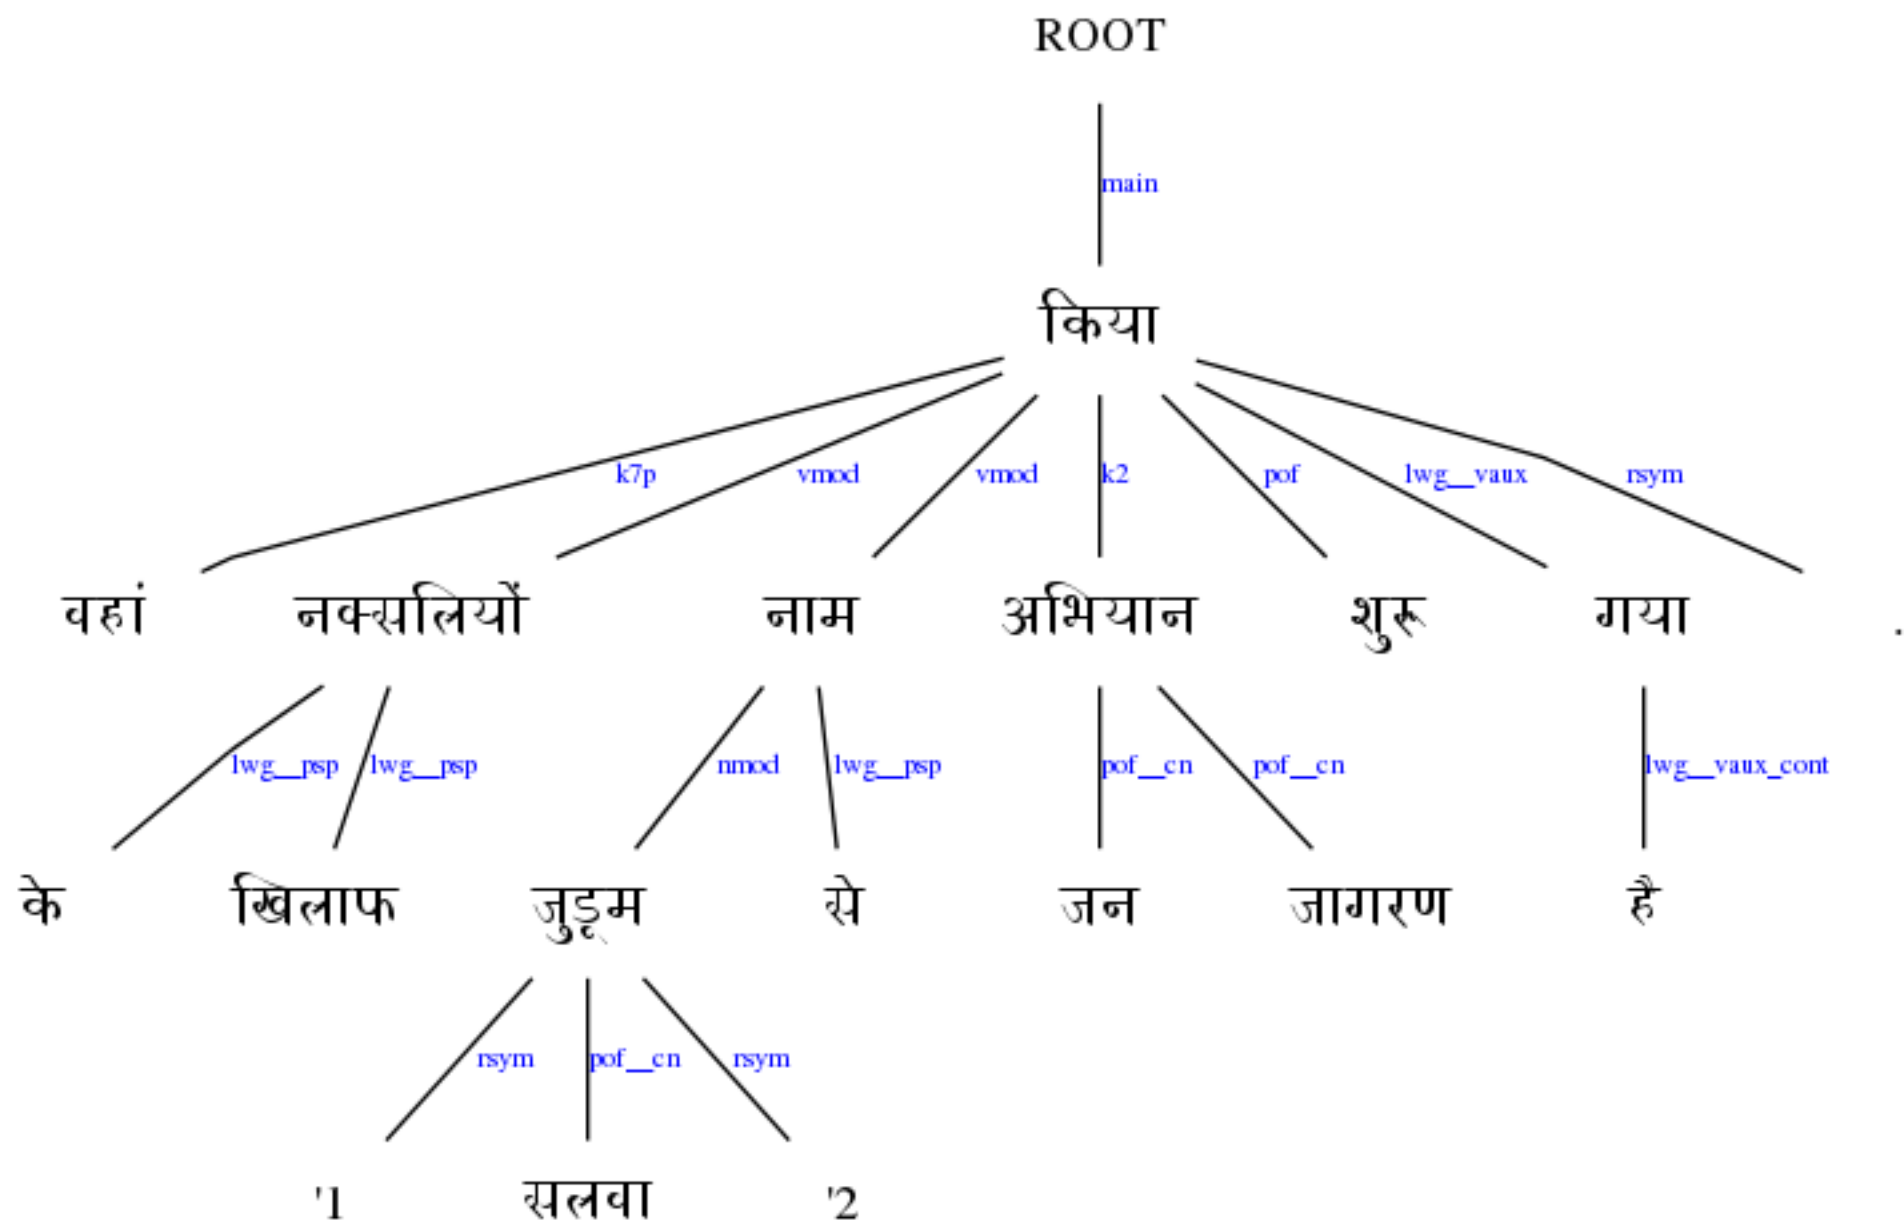 ROOT
main
किया
k7p vmod vmod k2 pof lwg__vaux rsym
वहां नक्सलियों नाम अभियान शुरू गया .
lwg__psp lwg__psp nmod lwg__psp pof__cn pof__cn lwg__vaux_cont
के खिलाफ जुडूम से जन जागरण है
rsym pof__cn rsym
'1 सलवा '2